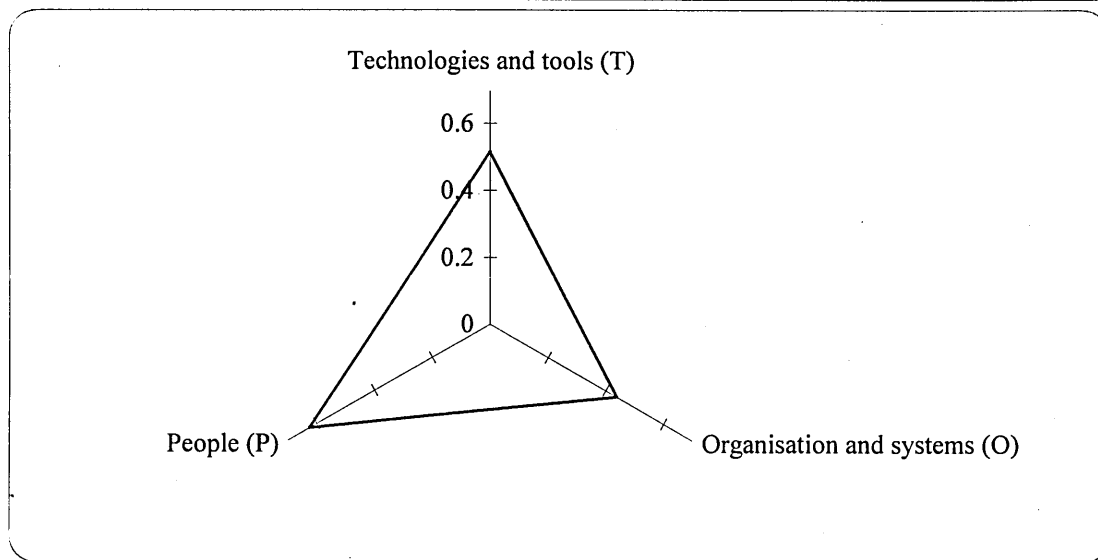 Technologies and tools (T)
0.6
0.4
0.2
0
People (P)
Organisation and systems (O)